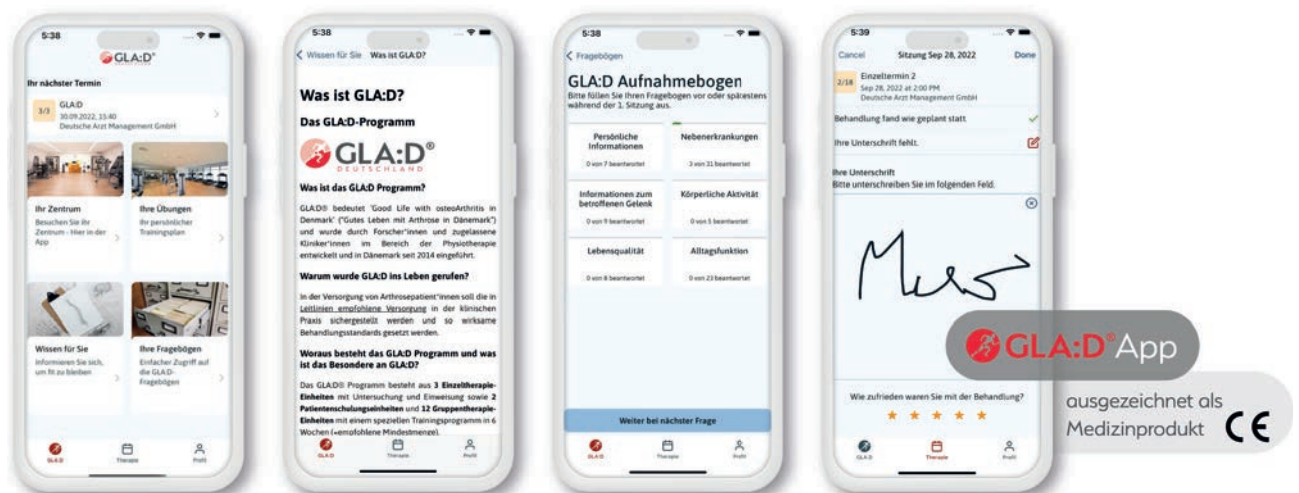 5:38
GLA:D®
DEUTSCHLAND
Ihr nächster Termin
3/3
GLA:D
30.09.2022, 15:40
Deutsche Arzt Management GmbH
Ihr Zentrum
Besuchen Sie ihr
Zentrum - Hier in der
App
Ihre Übungen
Ihr persönlicher
Trainingsplan
Wissen für Sie
Informieren Sie sich,
um fit zu bleiben
Ihre Fragebögen
Einfacher Zugriff auf
die GLA:D-
Fragebögen
GLA:D
Therapie
Profil
5:38
Wissen für Sie Was ist GLA:D?
Was ist GLA:D?
Das GLA:D-Programm
GLA:D®
DEUTSCHLAND
Was ist das GLA:D Programm?
GLA:D® bedeutet "Good Life with osteoArthritis in
Denmark" ("Gutes Leben mit Arthrose in Dänemark")
und wurde durch Forscher*innen und zugelassene
Kliniker*innen im Bereich der Physiotherapie
entwickelt und in Dänemark seit 2014 eingeführt.
Warum wurde GLA:D ins Leben gerufen?
In der Versorgung von Arthrosepatient*innen soll die in
Leitlinien empfohlene Versorgung in der klinischen
Praxis sichergestellt werden und so wirksame
Behandlungsstandards gesetzt werden.
Woraus besteht das GLA:D Programm und was
ist das Besondere an GLA:D?
Das GLA:D® Programm besteht aus 3 Einzeltherapie-
Einheiten mit Untersuchung und Einweisung sowie 2
Patientenschulungseinheiten und 12 Gruppentherapie-
Einheiten mit einem speziellen Trainingsprogramm in 6
Wochen (=empfohlene Mindestmenge).
GLA:D
Therapie
Profil
5:38
Fragebögen
GLA:D Aufnahmebogen
Bitte füllen Sie Ihren Fragebogen vor oder spätestens
während der 1. Sitzung aus.
Persönliche
Informationen
0 von 7 beantwortet
Nebenerkrankungen
3 von 31 beantwortet
Informationen zum
betroffenen Gelenk
0 von 9 beantwortet
Körperliche Aktivität
0 von 5 beantwortet
Lebensqualität
0 von 8 beantwortet
Alltagsfunktion
0 von 23 beantwortet
Weiter bei nächster Frage
GLA:D
Therapie
Profil
5:39
Cancel Sitzung Sep 28, 2022 Done
2/18
Einzeltermin 2
Sep 28, 2022 at 2:00 PM
Deutsche Arzt Management GmbH
Behandlung fand wie geplant statt
Ihre Unterschrift fehlt.
Ihre Unterschrift
Bitte unterschreiben Sie im folgenden Feld.
Wie zufrieden waren Sie mit der Behandlung?
GLA:D
Therapie
Profil
GLA:D® App
ausgezeichnet als
Medizinprodukt CE